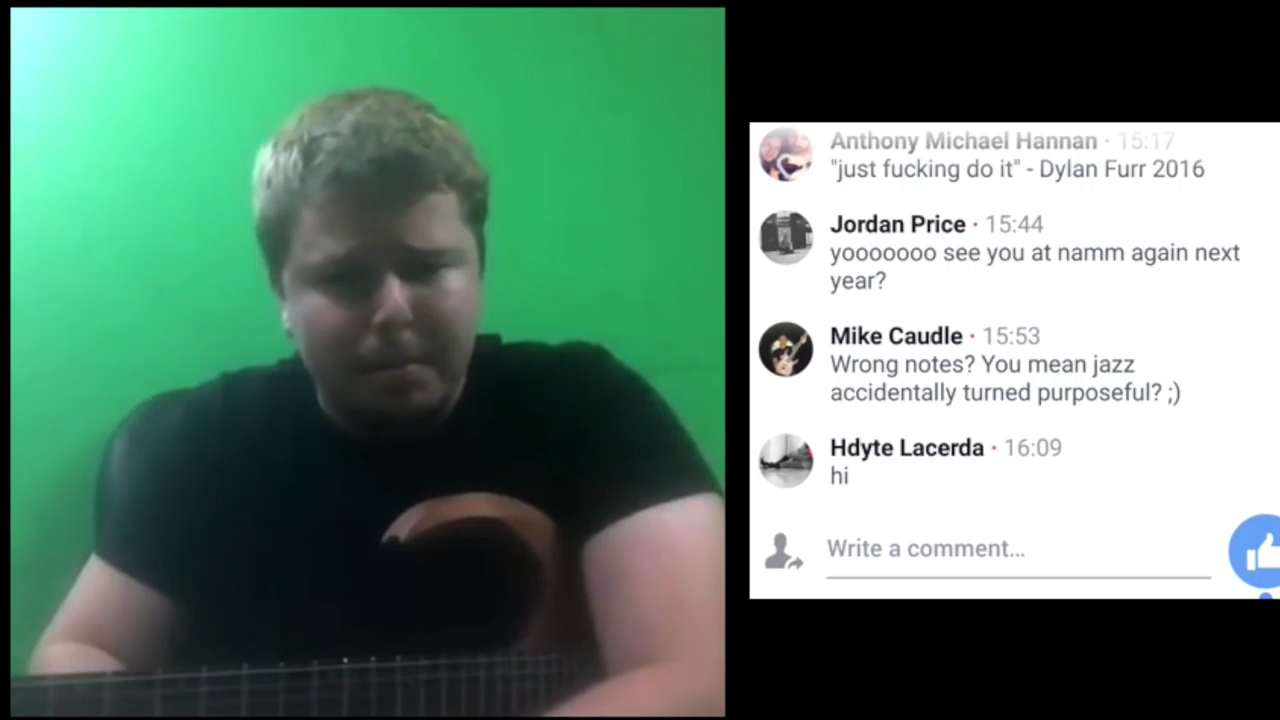 Anthony Michael Hannan · 15:17
"just fucking do it" - Dylan Furr 2016
Jordan Price · 15:44
yooooooo see you at namm again next
year?
Mike Caudle · 15:53
Wrong notes? You mean jazz
accidentally turned purposeful? ;)
Hdyte Lacerda · 16:09
hi
Write a comment...